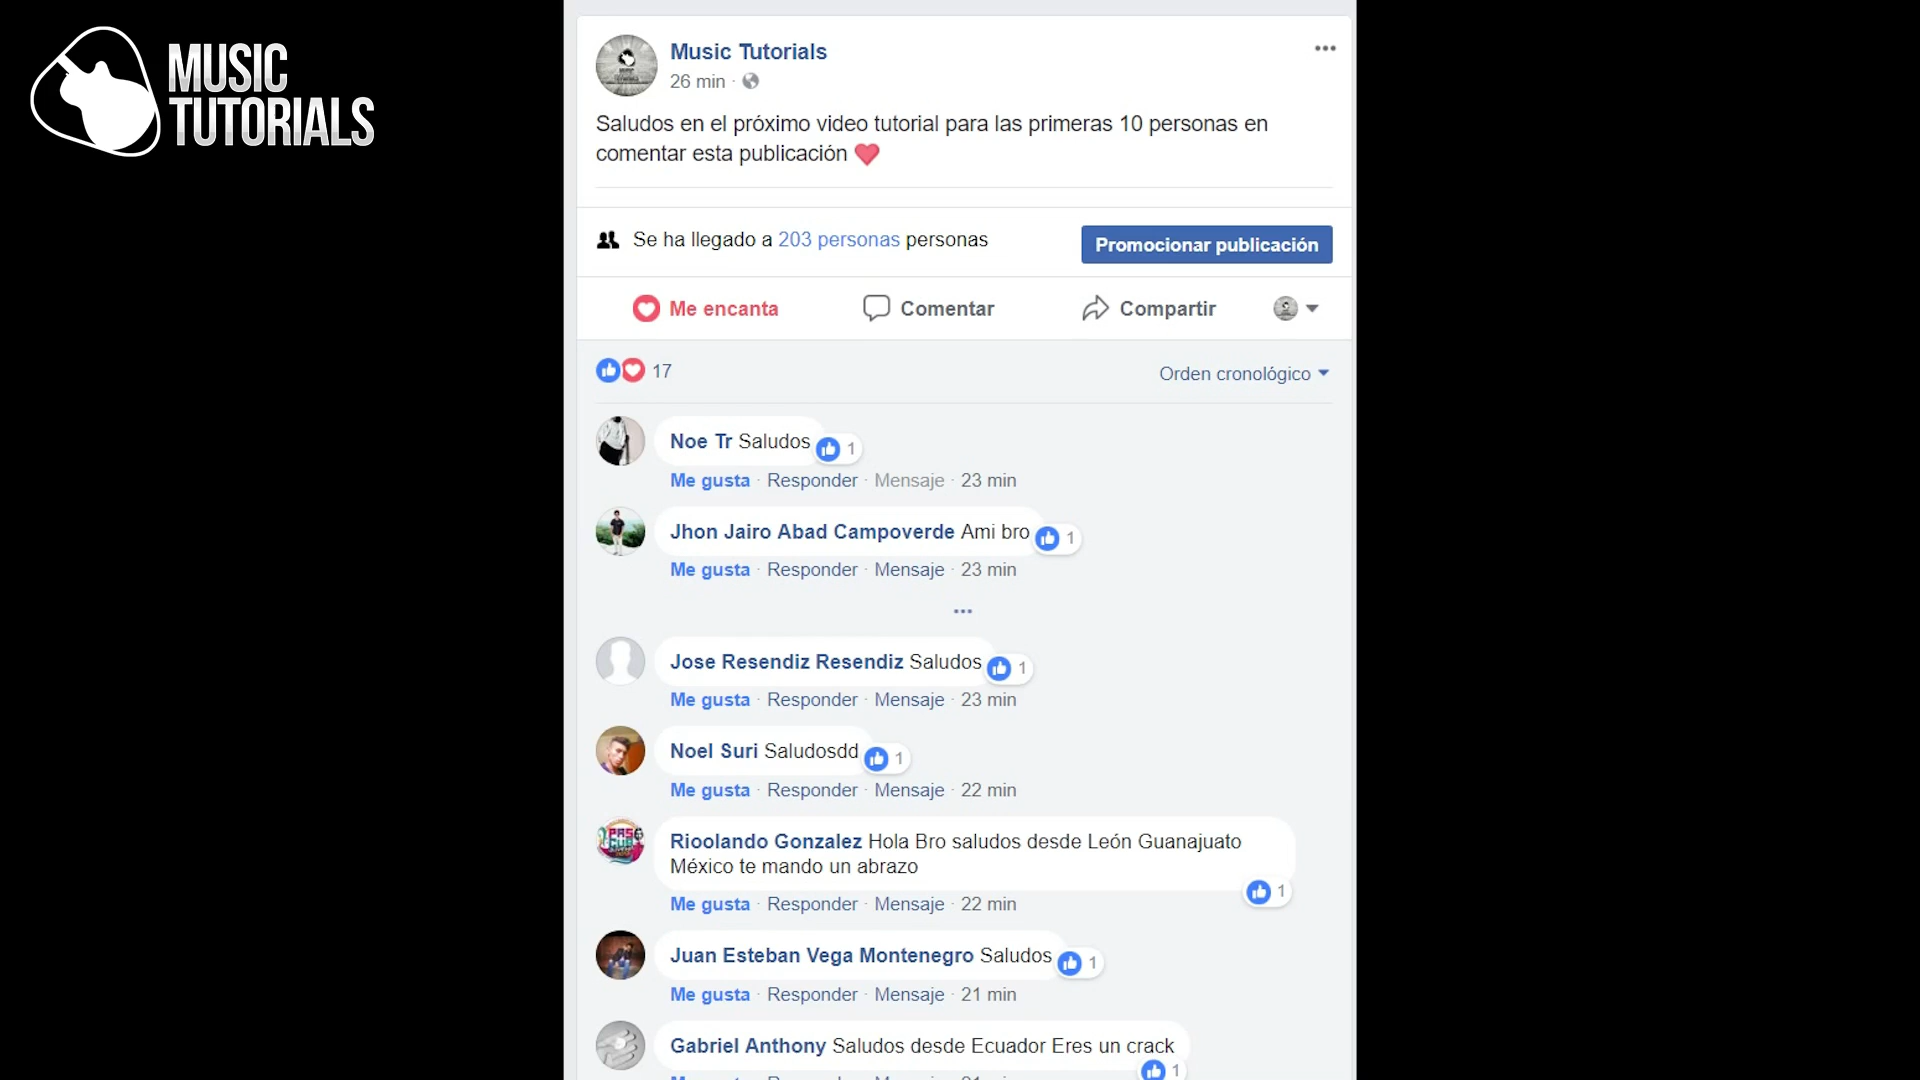 MUSIC
TUTORIALS
Music Tutorials
26 min ·
Saludos en el próximo video tutorial para las primeras 10 personas en
comentar esta publicación
Se ha llegado a 203 personas personas
Promocionar publicación
Me encanta
Comentar
Compartir
17
Orden cronológico
Noe Tr Saludos
1
Me gusta · Responder · Mensaje · 23 min
Jhon Jairo Abad Campoverde Ami bro
1
Me gusta · Responder · Mensaje · 23 min
Jose Resendiz Resendiz Saludos
1
Me gusta · Responder · Mensaje · 23 min
Noel Suri Saludosdd
1
Me gusta · Responder · Mensaje · 22 min
Rioolando Gonzalez Hola Bro saludos desde León Guanajuato
México te mando un abrazo
1
Me gusta · Responder · Mensaje · 22 min
Juan Esteban Vega Montenegro Saludos
1
Me gusta · Responder · Mensaje · 21 min
Gabriel Anthony Saludos desde Ecuador Eres un crack
1